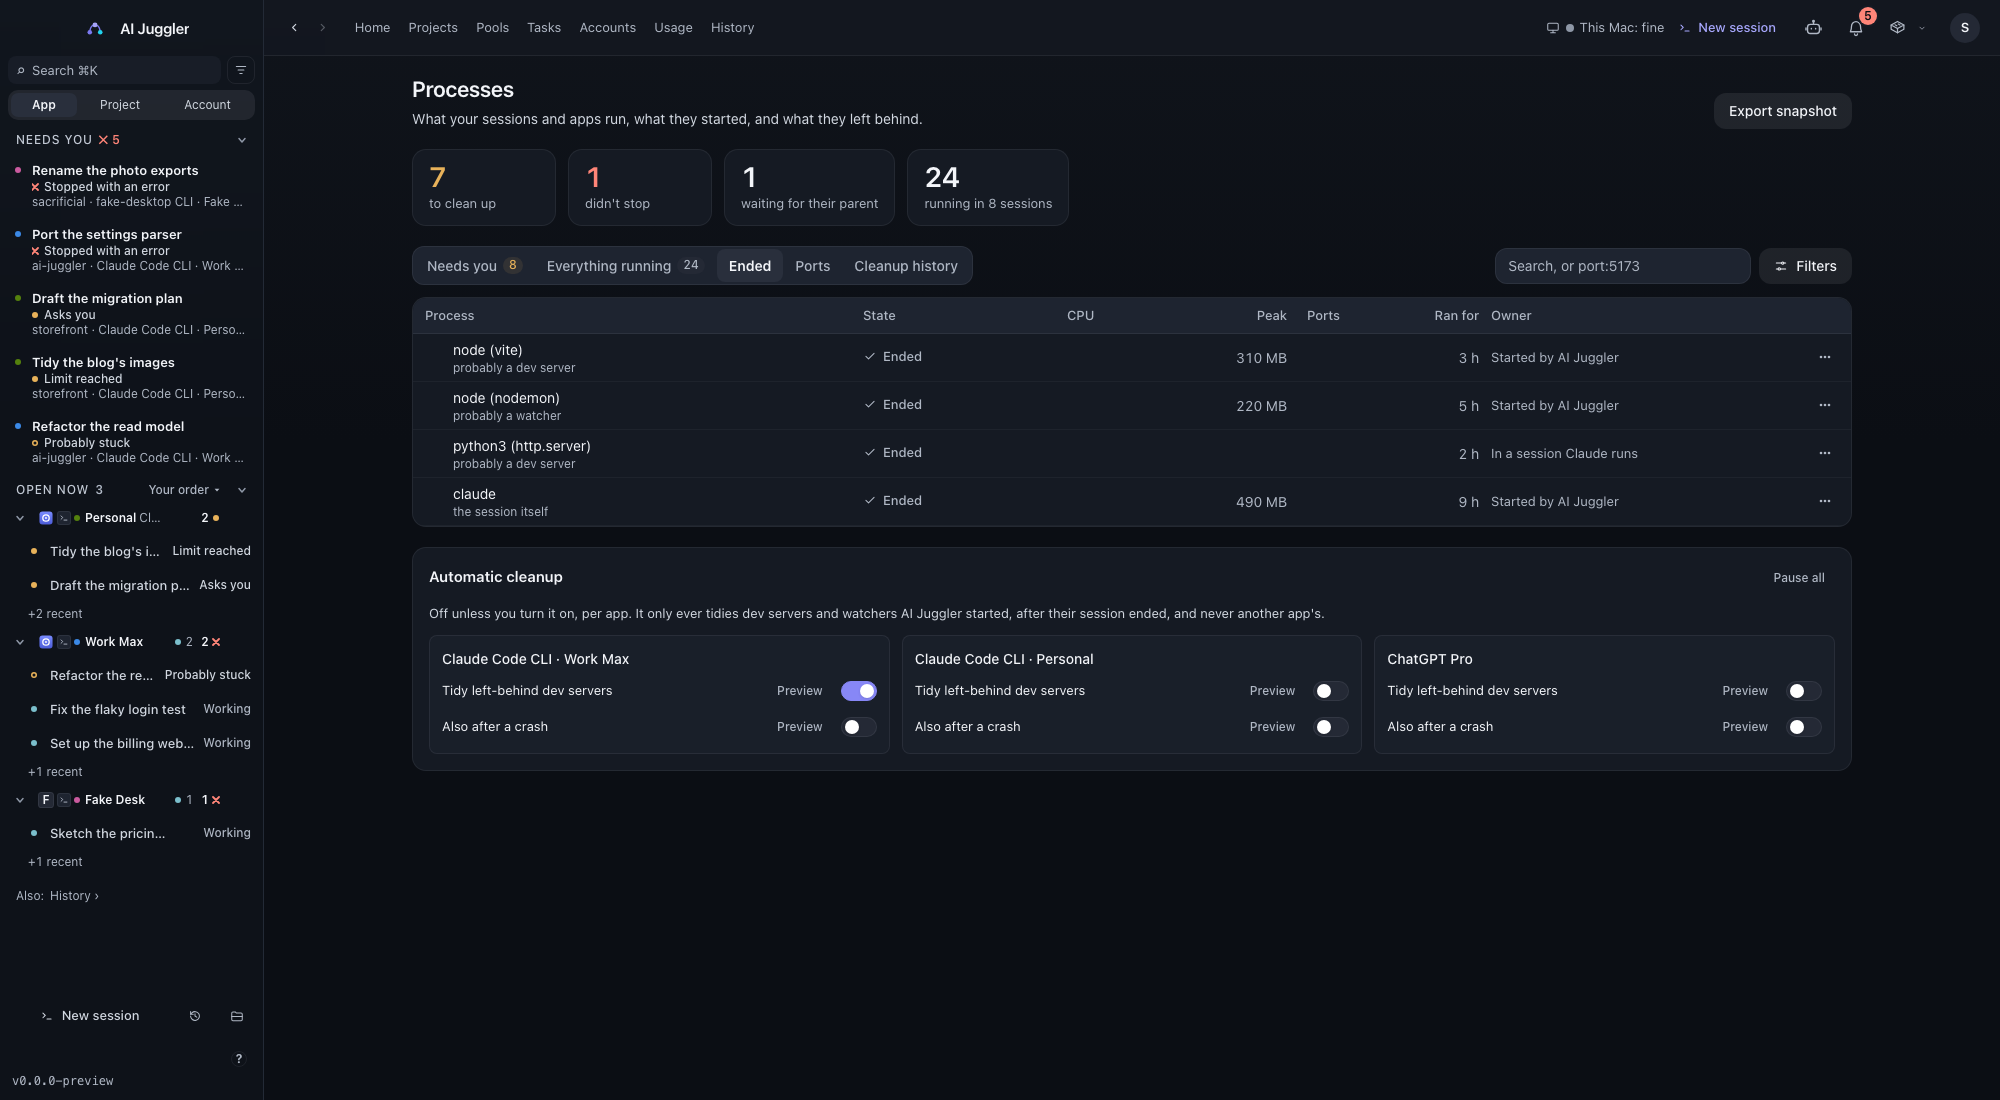 AI Juggler
Search ⌘K
App Project Account
NEEDS YOU 5
Rename the photo exports
Stopped with an error
sacrificial · fake-desktop CLI · Fake ...
Port the settings parser
Stopped with an error
ai-juggler · Claude Code CLI · Work ...
Draft the migration plan
Asks you
storefront · Claude Code CLI · Perso...
Tidy the blog's images
Limit reached
storefront · Claude Code CLI · Perso...
Refactor the read model
Probably stuck
ai-juggler · Claude Code CLI · Work ...
OPEN NOW 3 Your order
Personal Cl... 2
Tidy the blog's i... Limit reached
Draft the migration p... Asks you
+2 recent
Work Max 2 2
Refactor the re... Probably stuck
Fix the flaky login test Working
Set up the billing web... Working
+1 recent
F Fake Desk 1 1
Sketch the pricin... Working
+1 recent
Also: History ›
New session
?
v0.0.0-preview
Home Projects Pools Tasks Accounts Usage History
This Mac: fine New session 5 S
Processes
What your sessions and apps run, what they started, and what they left behind.
Export snapshot
7 to clean up
1 didn't stop
1 waiting for their parent
24 running in 8 sessions
Needs you 8 Everything running 24 Ended Ports Cleanup history
Search, or port:5173 Filters
Process State CPU Peak Ports Ran for Owner
node (vite) Ended 310 MB 3 h Started by AI Juggler
probably a dev server
node (nodemon) Ended 220 MB 5 h Started by AI Juggler
probably a watcher
python3 (http.server) Ended 2 h In a session Claude runs
probably a dev server
claude Ended 490 MB 9 h Started by AI Juggler
the session itself
Automatic cleanup Pause all
Off unless you turn it on, per app. It only ever tidies dev servers and watchers AI Juggler started, after their session ended, and never another app's.
Claude Code CLI · Work Max
Tidy left-behind dev servers Preview
Also after a crash Preview
Claude Code CLI · Personal
Tidy left-behind dev servers Preview
Also after a crash Preview
ChatGPT Pro
Tidy left-behind dev servers Preview
Also after a crash Preview